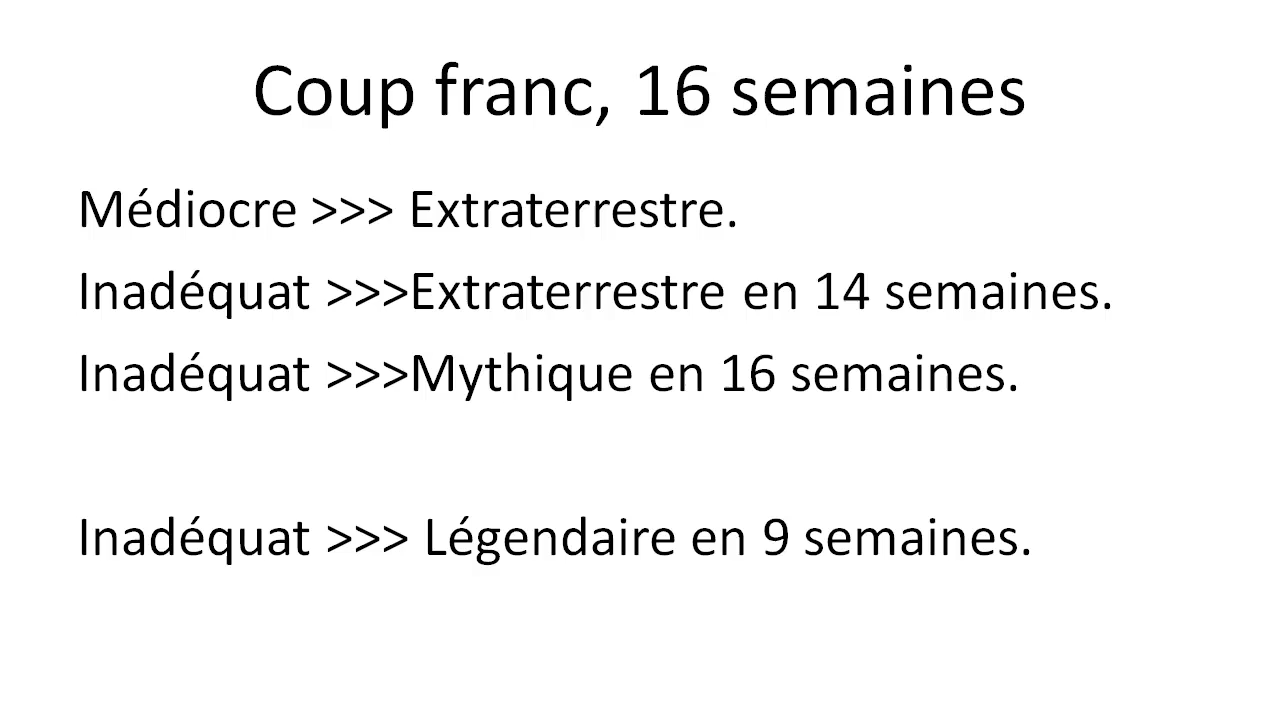 Coup franc, 16 semaines
Médiocre >>> Extraterrestre.
Inadéquat >>>Extraterrestre en 14 semaines.
Inadéquat >>>Mythique en 16 semaines.
Inadéquat >>> Légendaire en 9 semaines.